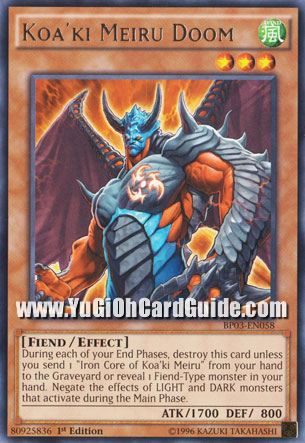 Koa'ki Meiru Doom
風
www.YuGiOhCardGuide.com
BP03-EN058
[Fiend / Effect]
During each of your End Phases, destroy this card unless
you send 1 "Iron Core of Koa'ki Meiru" from your hand
to the Graveyard or reveal 1 Fiend-Type monster in your
hand. Negate the effects of LIGHT and DARK monsters
that activate during the Main Phase.
ATK/1700 DEF/ 800
80925836 1st Edition ©1996 KAZUKI TAKAHASHI